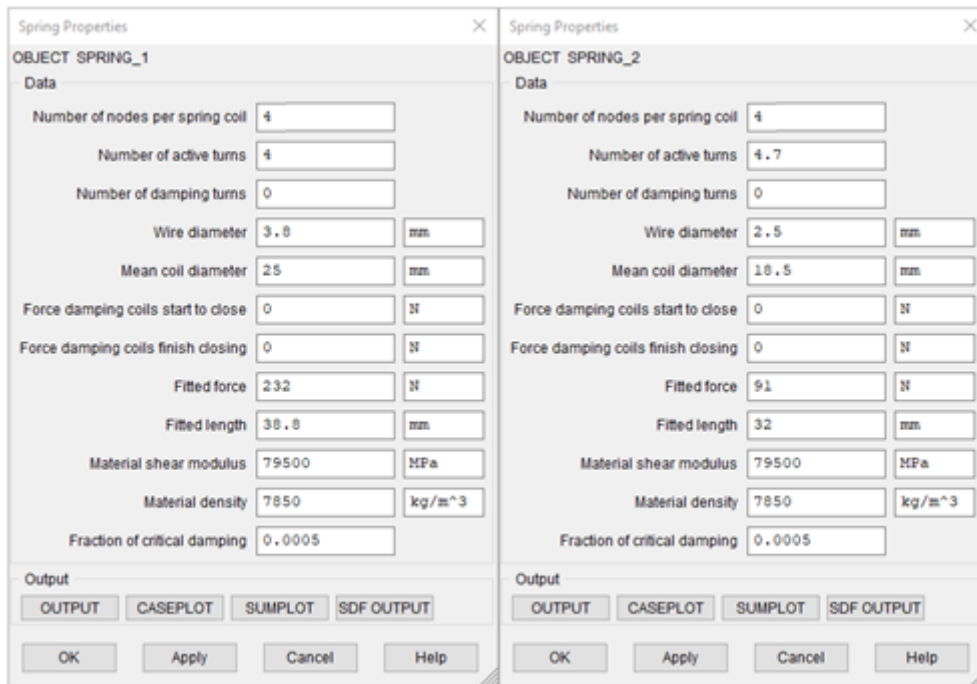 Spring Properties
OBJECT SPRING_1
Data
Number of nodes per spring coil 4
Number of active turns 4
Number of damping turns 0
Wire diameter 3.8 mm
Mean coil diameter 25 mm
Force damping coils start to close 0 N
Force damping coils finish closing 0 N
Fitted force 232 N
Fitted length 38.8 mm
Material shear modulus 79500 MPa
Material density 7850 kg/m^3
Fraction of critical damping 0.0005
Output
OUTPUT CASEPLOT SUMPLOT SDF OUTPUT
OK Apply Cancel Help
Spring Properties
OBJECT SPRING_2
Data
Number of nodes per spring coil 4
Number of active turns 4.7
Number of damping turns 0
Wire diameter 2.5 mm
Mean coil diameter 18.5 mm
Force damping coils start to close 0 N
Force damping coils finish closing 0 N
Fitted force 91 N
Fitted length 32 mm
Material shear modulus 79500 MPa
Material density 7850 kg/m^3
Fraction of critical damping 0.0005
Output
OUTPUT CASEPLOT SUMPLOT SDF OUTPUT
OK Apply Cancel Help